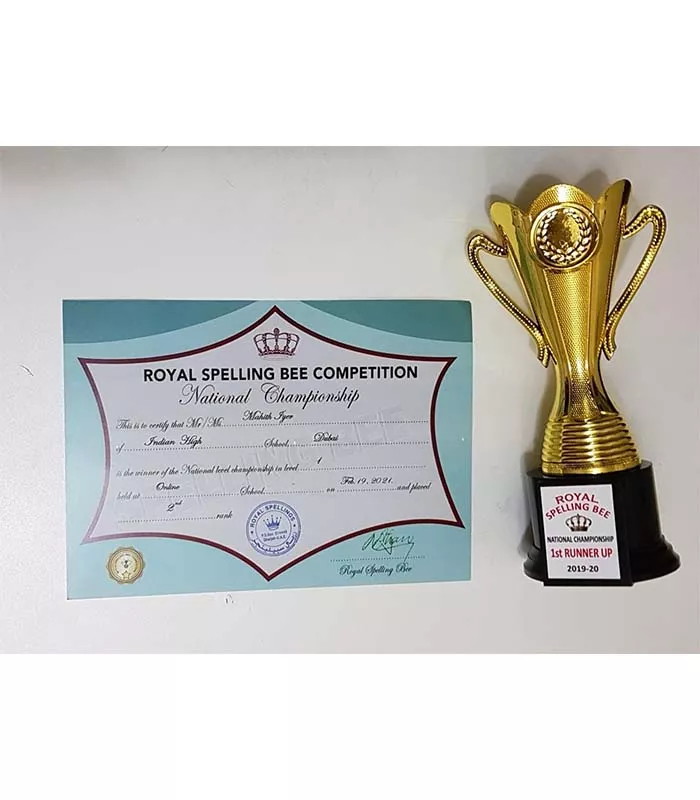 ROYAL SPELLING BEE COMPETITION
National Championship
This is to certify that Mr/Ms. Mahith Iyer
of Indian High School, Dubai
is the winner of the National level championship in level 1
held at Online School, on Feb. 19, 2021. and placed
2nd rank
ROYAL SPELLINGS
Royal Spelling Bee
ROYAL
SPELLING BEE
NATIONAL CHAMPIONSHIP
1st RUNNER UP
2019-20